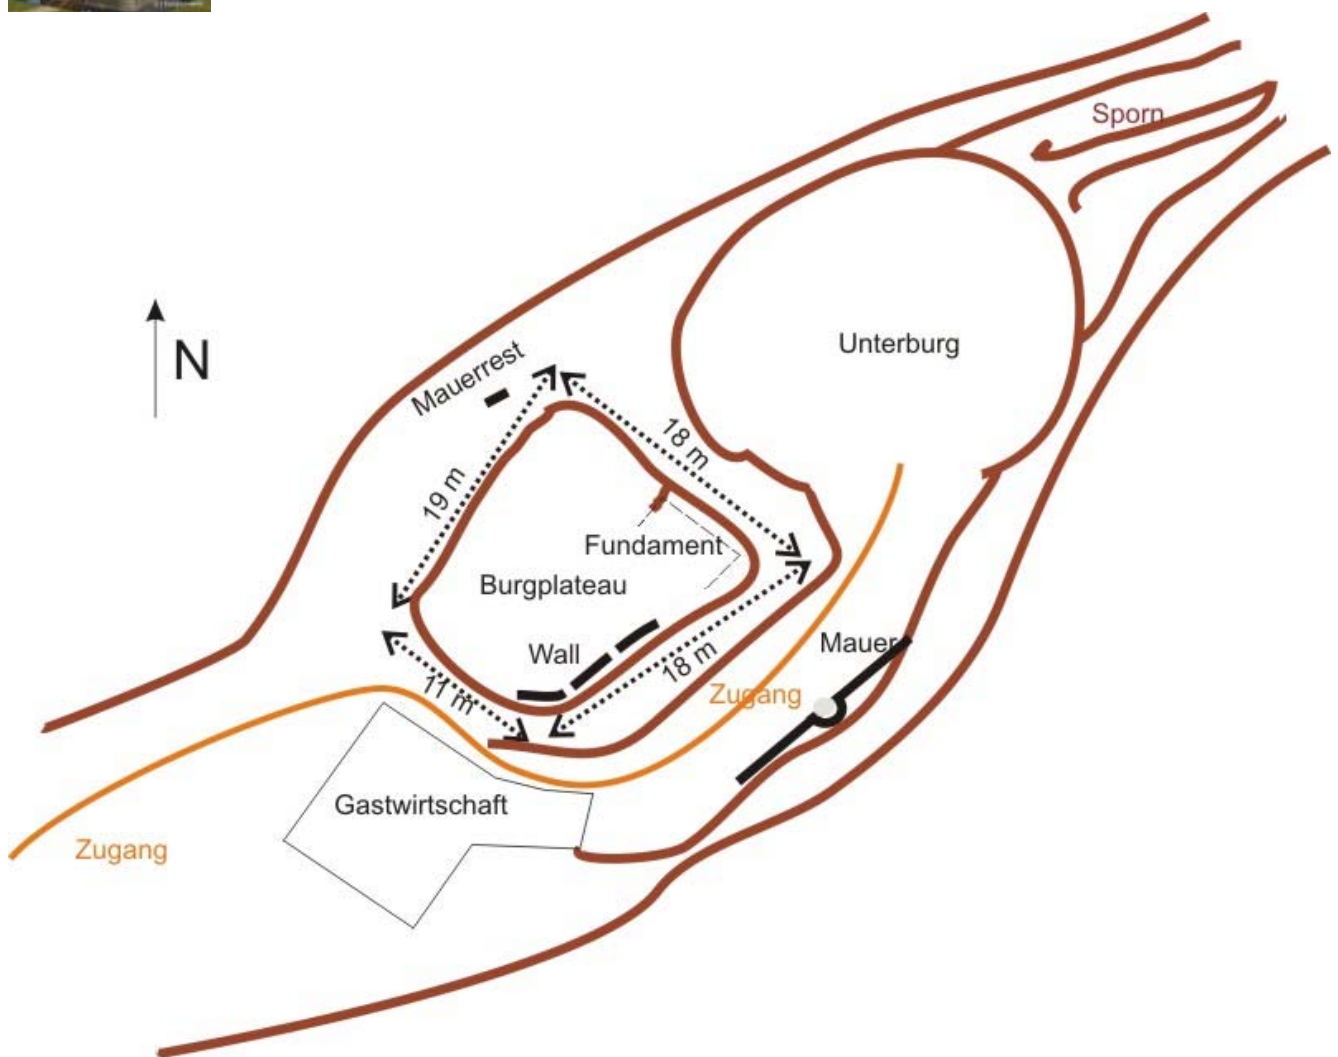 Sporn
Unterburg
N
Mauerrest
18 m
19 m
Fundament
Burgplateau
Wall
Mauer
18 m
11 m
Zugang
Gastwirtschaft
Zugang